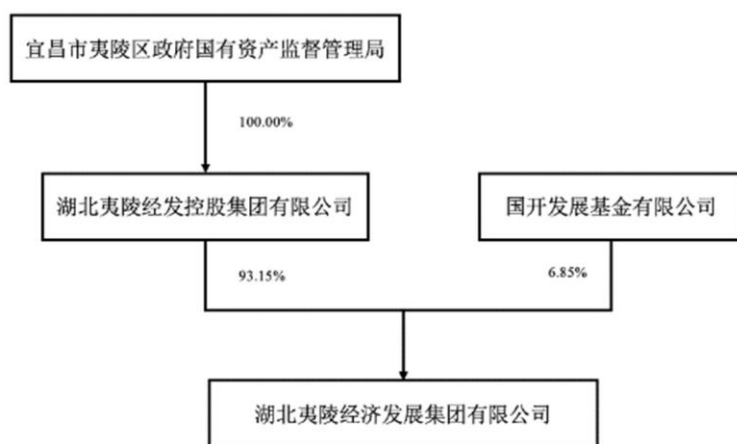 宜昌市夷陵区政府国有资产监督管理局
100.00%
湖北夷陵经发控股集团有限公司
国开发展基金有限公司
93.15%
6.85%
湖北夷陵经济发展集团有限公司